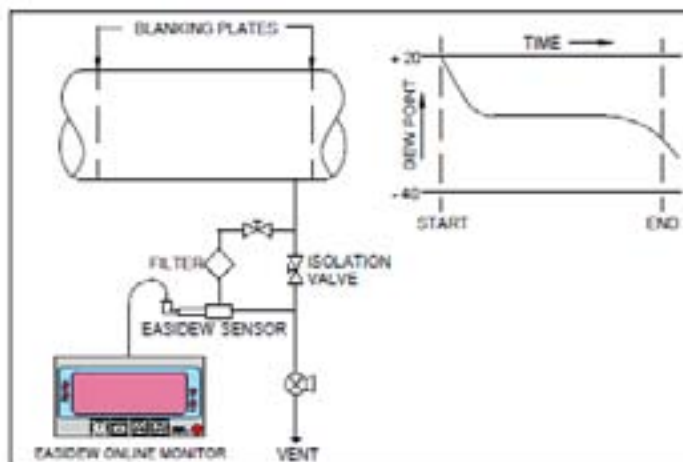 BLANKING PLATES
TIME
+20
DEW POINT
-40
START
END
FILTER
ISOLATION
VALVE
EASIDEW SENSOR
EASIDEW ONLINE MONITOR
VENT